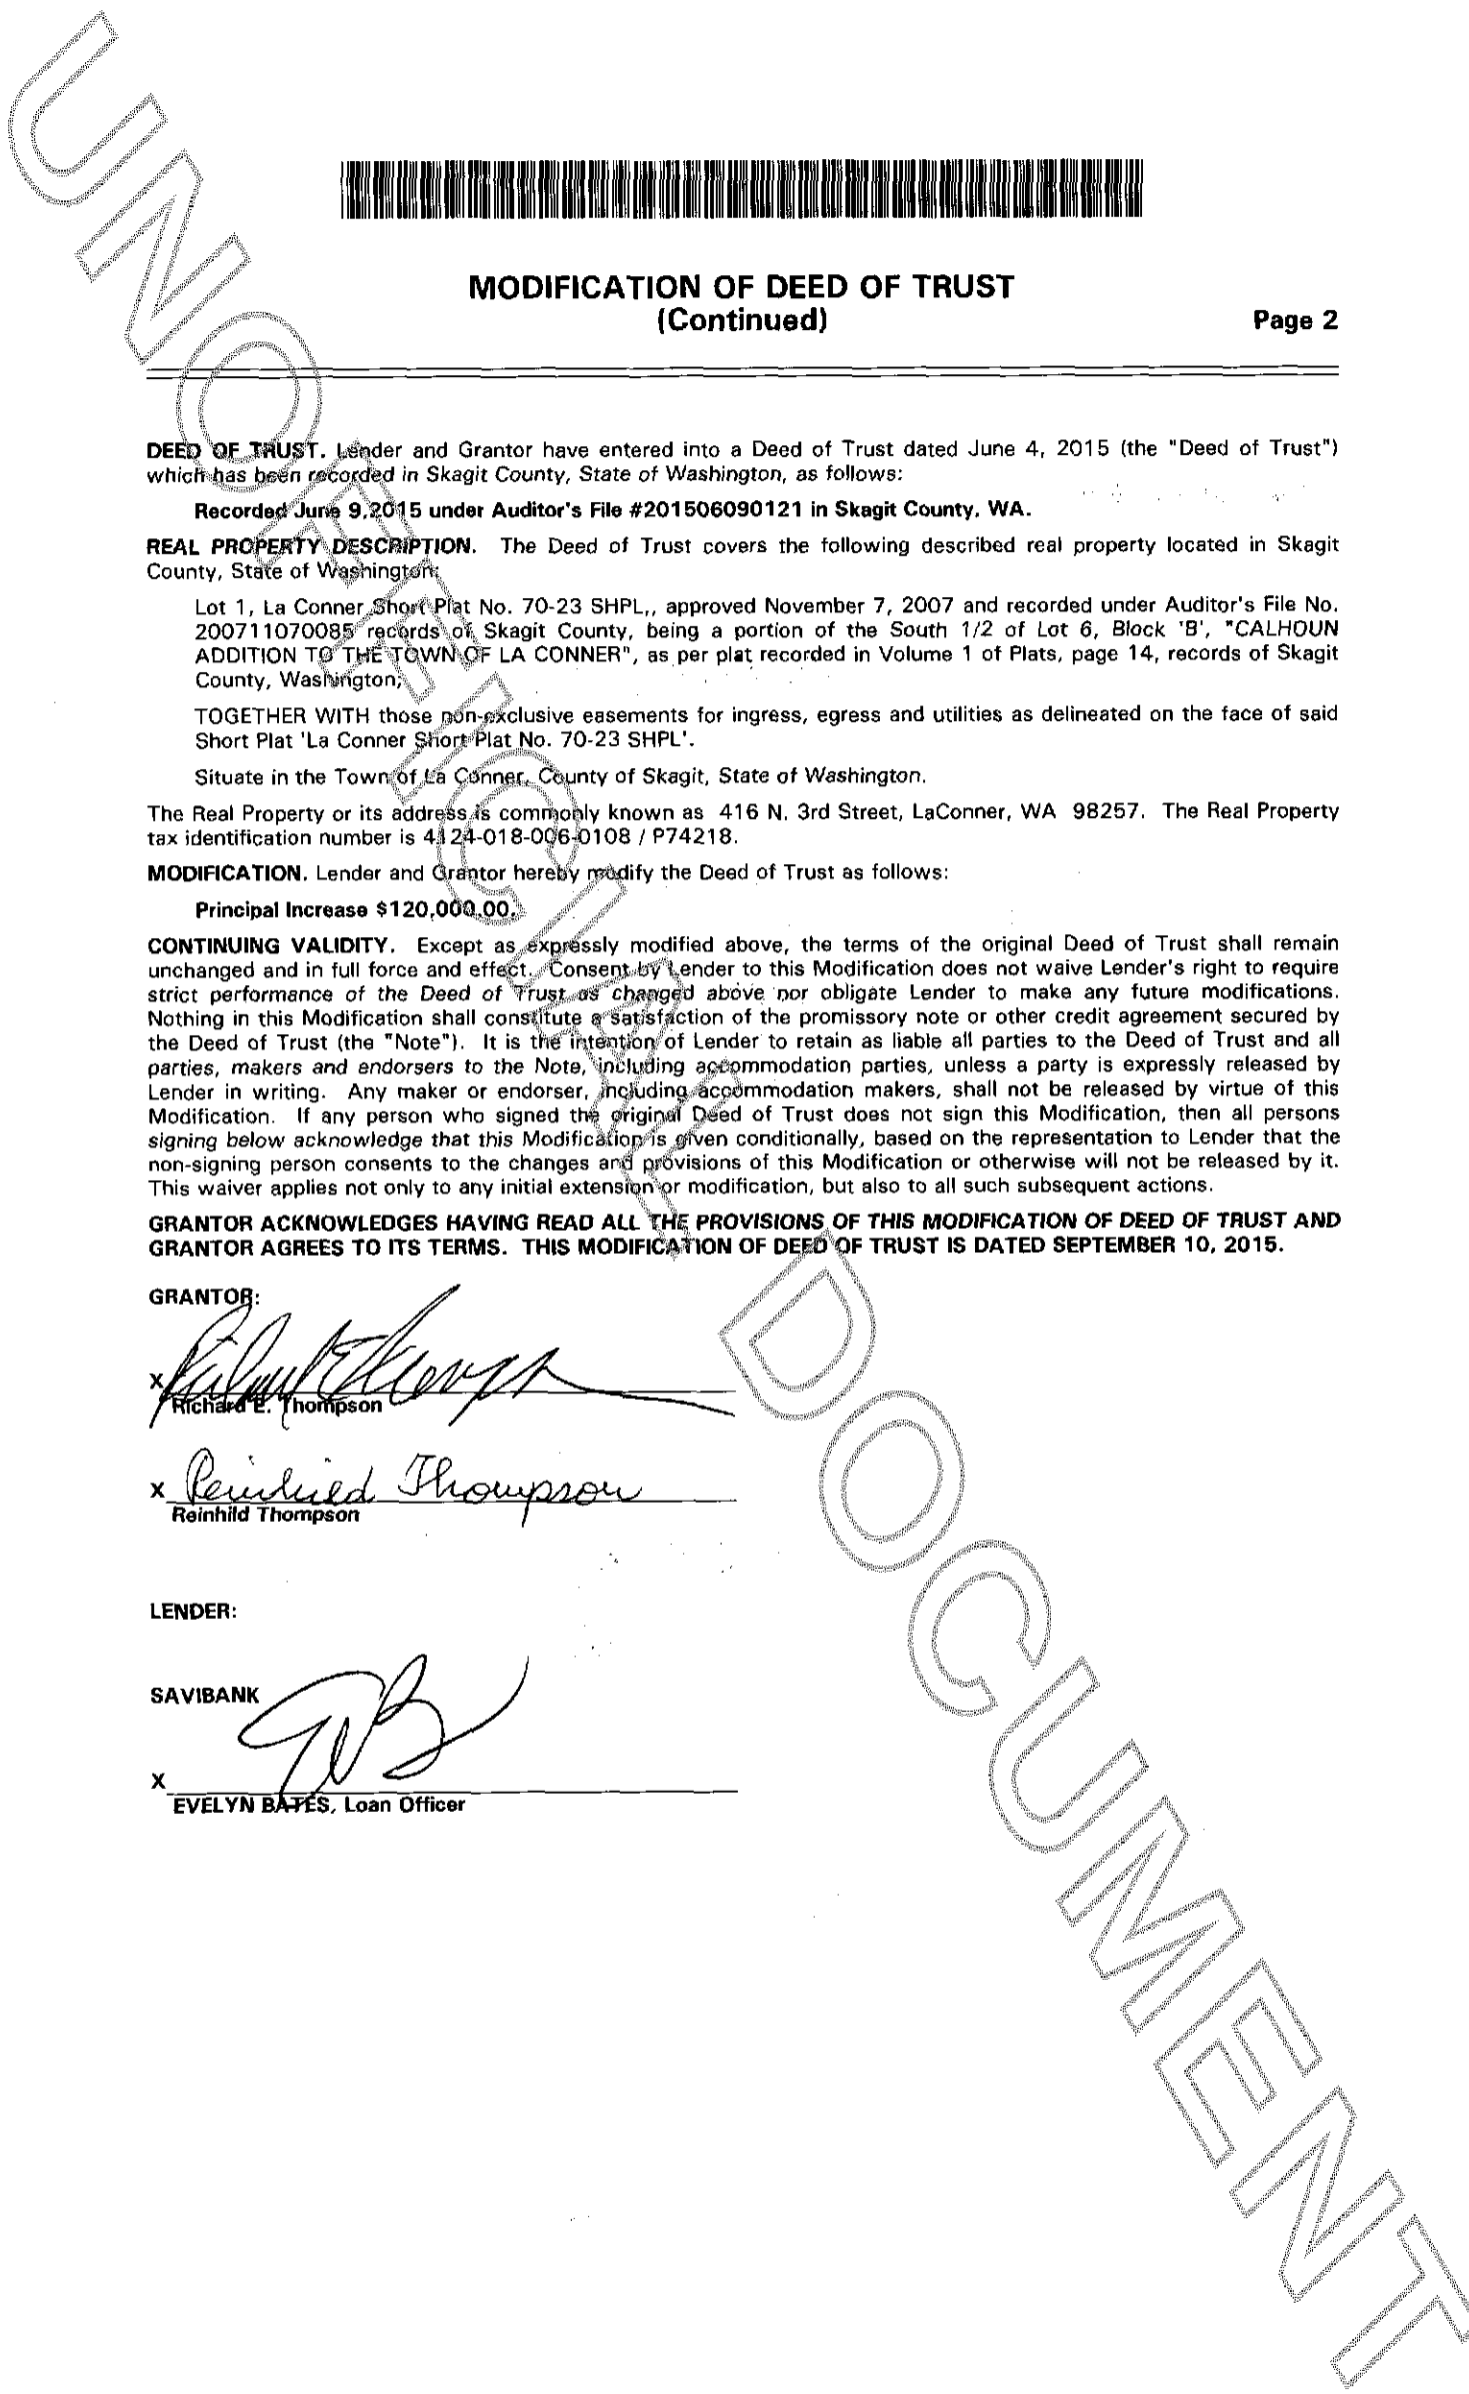 MODIFICATION OF DEED OF TRUST
(Continued)
Page 2
DEED OF TRUST. Lender and Grantor have entered into a Deed of Trust dated June 4, 2015 (the "Deed of Trust")
which has been recorded in Skagit County, State of Washington, as follows:
Recorded June 9,2015 under Auditor's File #201506090121 in Skagit County, WA.
REAL PROPERTY DESCRIPTION. The Deed of Trust covers the following described real property located in Skagit
County, State of Washington:
Lot 1, La Conner Short Plat No. 70-23 SHPL,, approved November 7, 2007 and recorded under Auditor's File No.
200711070085 records of Skagit County, being a portion of the South 1/2 of Lot 6, Block 'B', "CALHOUN
ADDITION TO THE TOWN OF LA CONNER", as per plat recorded in Volume 1 of Plats, page 14, records of Skagit
County, Washington;
TOGETHER WITH those non-exclusive easements for ingress, egress and utilities as delineated on the face of said
Short Plat 'La Conner Short Plat No. 70-23 SHPL'.
Situate in the Town of La Conner, County of Skagit, State of Washington.
The Real Property or its address is commonly known as 416 N. 3rd Street, LaConner, WA 98257. The Real Property
tax identification number is 4124-018-006-0108 / P74218.
MODIFICATION. Lender and Grantor hereby modify the Deed of Trust as follows:
Principal Increase $120,000.00.
CONTINUING VALIDITY. Except as expressly modified above, the terms of the original Deed of Trust shall remain
unchanged and in full force and effect. Consent by Lender to this Modification does not waive Lender's right to require
strict performance of the Deed of Trust as changed above nor obligate Lender to make any future modifications.
Nothing in this Modification shall constitute a satisfaction of the promissory note or other credit agreement secured by
the Deed of Trust (the "Note"). It is the intention of Lender to retain as liable all parties to the Deed of Trust and all
parties, makers and endorsers to the Note, including accommodation parties, unless a party is expressly released by
Lender in writing. Any maker or endorser, including accommodation makers, shall not be released by virtue of this
Modification. If any person who signed the original Deed of Trust does not sign this Modification, then all persons
signing below acknowledge that this Modification is given conditionally, based on the representation to Lender that the
non-signing person consents to the changes and provisions of this Modification or otherwise will not be released by it.
This waiver applies not only to any initial extension or modification, but also to all such subsequent actions.
GRANTOR ACKNOWLEDGES HAVING READ ALL THE PROVISIONS OF THIS MODIFICATION OF DEED OF TRUST AND
GRANTOR AGREES TO ITS TERMS. THIS MODIFICATION OF DEED OF TRUST IS DATED SEPTEMBER 10, 2015.
GRANTOR:
X
Richard E. Thompson
X Reinhild Thompson
Reinhild Thompson
LENDER:
SAVIBANK
X
EVELYN BATES, Loan Officer
UNOFFICIAL DOCUMENT